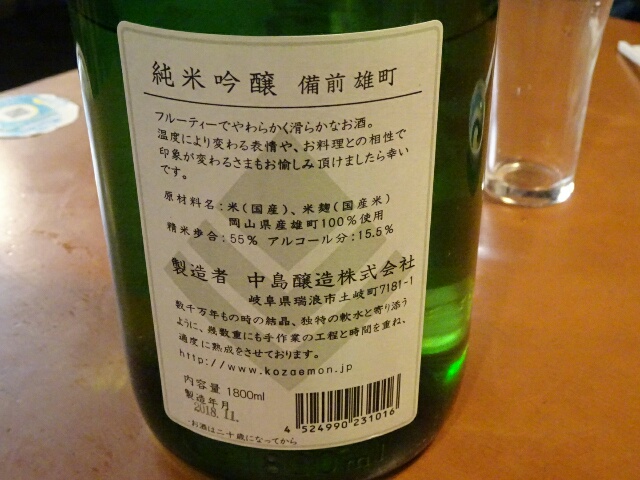 純米吟醸 備前雄町
フルーティーでやわらかく滑らかなお酒。
温度により変わる表情や、お料理との相性で
印象が変わるさまもお愉しみ頂けましたら幸い
です。
原材料名：米（国産）、米麹（国産米）
岡山県産雄町100％使用
精米歩合：55％ アルコール分：15.5％
製造者 中島醸造株式会社
岐阜県瑞浪市土岐町7181-1
数千万年もの時の結晶、独特の軟水と寄り添う
ように、幾数重にも手作業の工程と時間を重ね、
適度に熟成をさせております。
http://www.kozaemon.jp
内容量 1800ml
製造年月
2018.11.
4 524990 231016
お酒は二十歳になってから